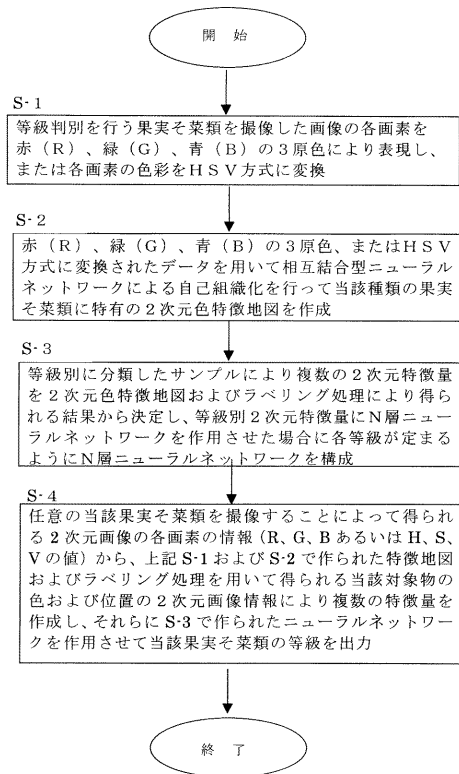 開 始
S-1
等級判別を行う果実そ菜類を撮像した画像の各画素を
赤（R）、緑（G）、青（B）の３原色により表現し、
または各画素の色彩をＨＳＶ方式に変換
S-2
赤（R）、緑（G）、青（B）の３原色、またはＨＳＶ
方式に変換されたデータを用いて相互結合型ニューラル
ネットワークによる自己組織化を行って当該種類の果実
そ菜類に特有の２次元色特徴地図を作成
S-3
等級別に分類したサンプルにより複数の２次元特徴量
を２次元色特徴地図およびラベリング処理により得ら
れる結果から決定し、等級別２次元特徴量にＮ層ニュー
ラルネットワークを作用させた場合に各等級が定まる
ようにＮ層ニューラルネットワークを構成
S-4
任意の当該果実そ菜類を撮像することによって得られ
る２次元画像の各画素の情報（R、G、BあるいはH、S、
Vの値）から、上記S-1およびS-2で作られた特徴地図
およびラベリング処理を用いて得られる当該対象物の
色および位置の２次元画像情報により複数の特徴量を
作成し、それらにS-3で作られたニューラルネットワー
クを作用させて当該果実そ菜類の等級を出力
終 了